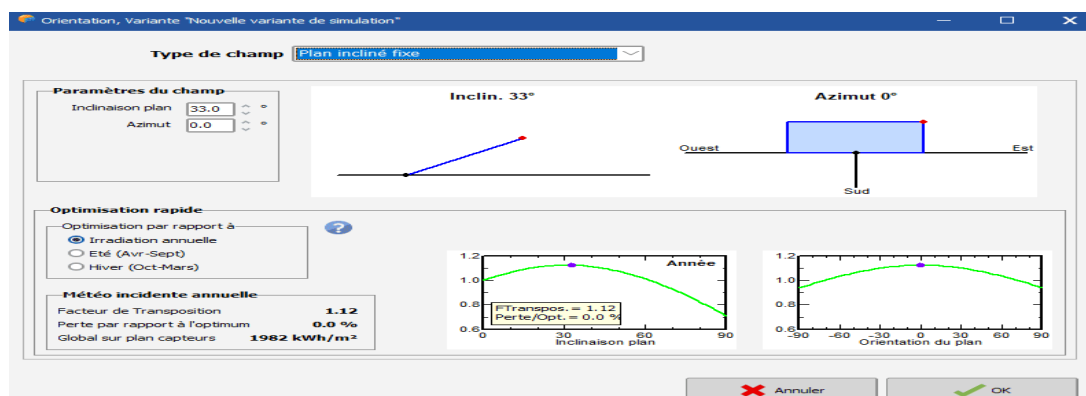 Orientation, Variante "Nouvelle variante de simulation"
Type de champ Plan incliné fixe
Paramètres du champ
Inclinaison plan 33.0 °
Azimut 0.0 °
Inclin. 33°
Azimut 0°
Ouest Est
Sud
Optimisation rapide
Optimisation par rapport à
Irradiation annuelle
Eté (Avr-Sept)
Hiver (Oct-Mars)
?
Météo incidente annuelle
Facteur de Transposition 1.12
Perte par rapport à l'optimum 0.0 %
Global sur plan capteurs 1982 kWh/m²
Année
1.2
1.0
0.8
0.6
FTranspos.= 1.12
Perte/Opt.= 0.0 %
0 30 60 90
Inclinaison plan
1.2
1.0
0.8
0.6
-90 -60 -30 0 30 60 90
Orientation du plan
Annuler
OK